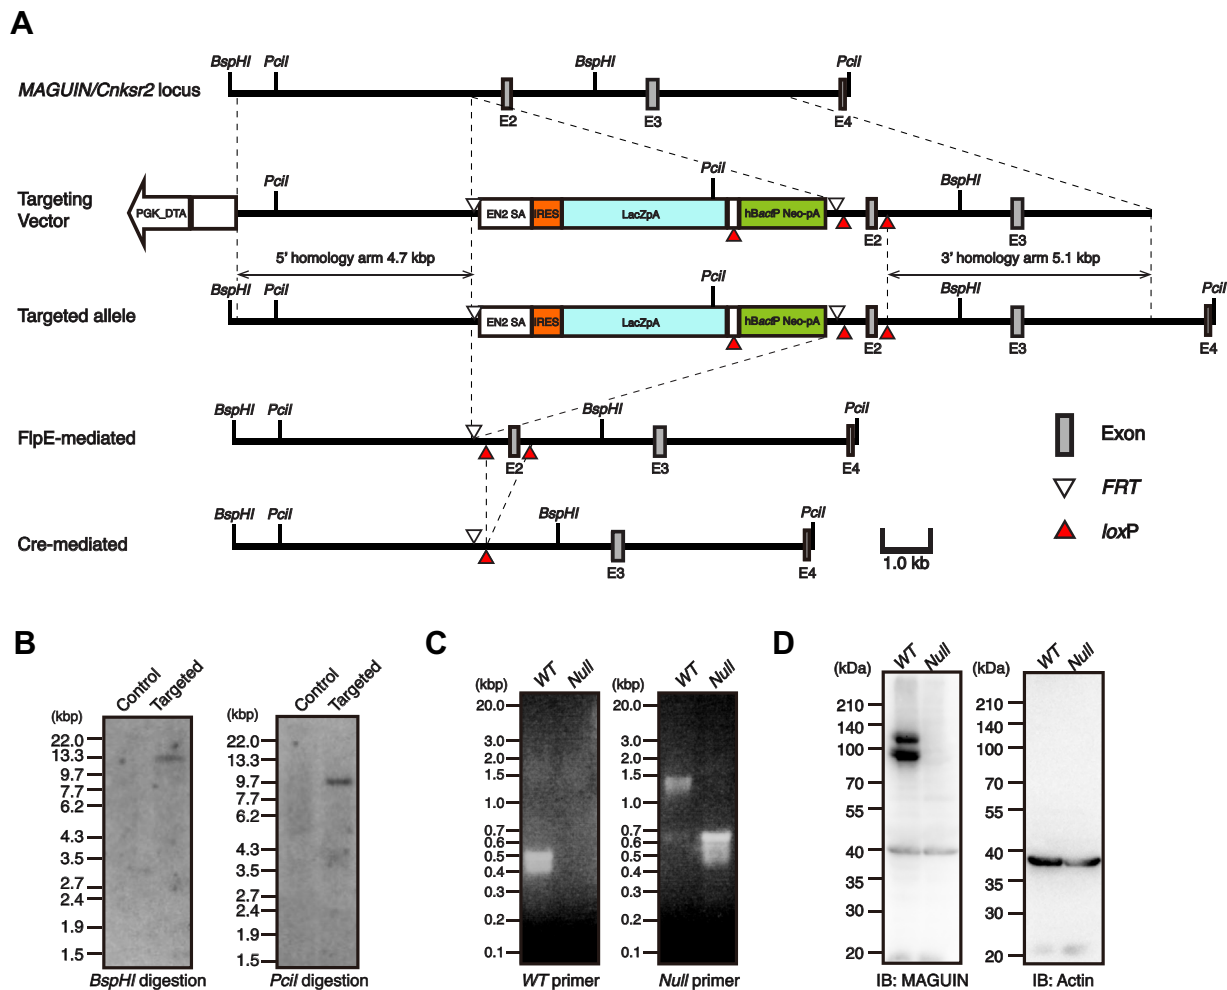 A
BspHI PciI BspHI PciI
MAGUIN/Cnksr2 locus
E2 E3 E4
PciI PciI BspHI
Targeting
Vector
PGK_DTA EN2 SA IRES LacZpA hBactP Neo-pA
E2 E3
5' homology arm 4.7 kbp 3' homology arm 5.1 kbp
BspHI PciI PciI BspHI PciI
Targeted allele
EN2 SA IRES LacZpA hBactP Neo-pA
E2 E3 E4
BspHI PciI BspHI PciI
FlpE-mediated
E2 E3 E4
BspHI PciI BspHI PciI
Cre-mediated
E3 E4
Exon
FRT
loxP
1.0 kb
B
Control Targeted
(kbp)
22.0
13.3
9.7
7.7
6.2
4.3
3.5
2.7
2.4
1.9
1.5
BspHI digestion
Control Targeted
(kbp)
22.0
13.3
9.7
7.7
6.2
4.3
3.5
2.7
2.4
1.9
1.5
PciI digestion
C
WT Null
(kbp)
20.0
3.0
2.0
1.5
1.0
0.7
0.6
0.5
0.4
0.3
0.2
0.1
WT primer
WT Null
(kbp)
20.0
3.0
2.0
1.5
1.0
0.7
0.6
0.5
0.4
0.3
0.2
0.1
Null primer
D
WT Null
(kDa)
210
140
100
70
55
40
35
30
20
IB: MAGUIN
WT Null
(kDa)
210
140
100
70
55
40
35
30
20
IB: Actin